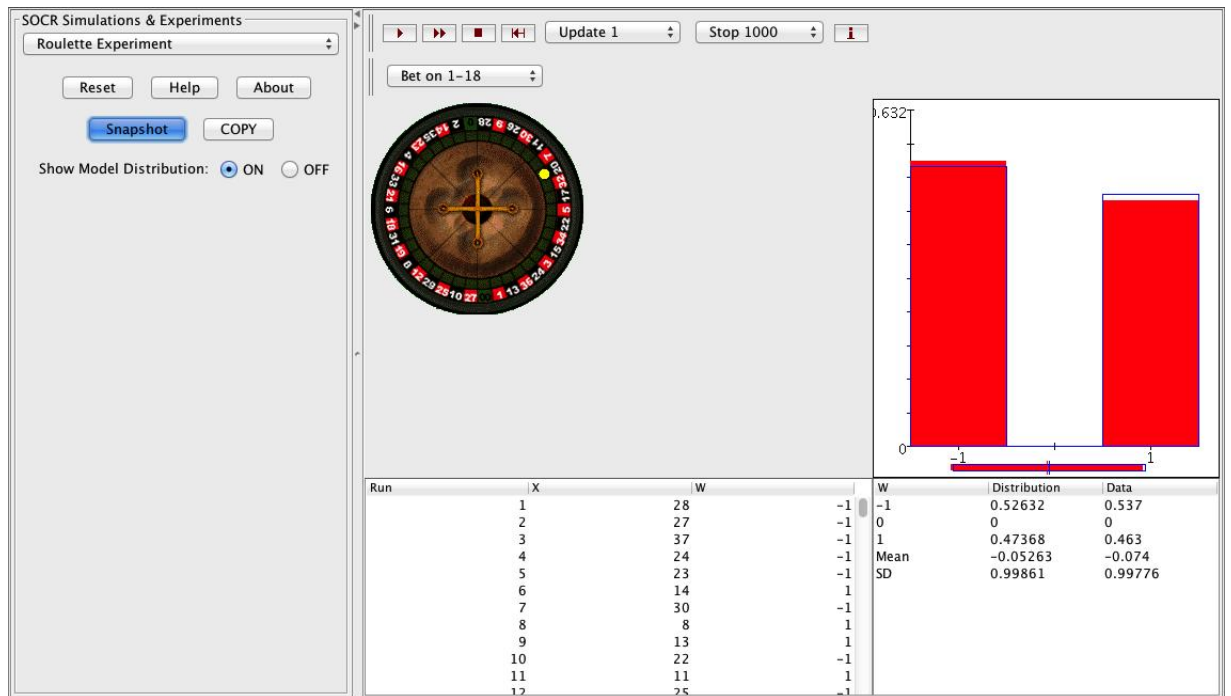 SOCR Simulations & Experiments
Roulette Experiment
Reset Help About
Snapshot COPY
Show Model Distribution: ON OFF
Update 1 Stop 1000 i
Bet on 1-18
0.632
0
-1 1
Run X W
1 28 -1
2 27 -1
3 37 -1
4 24 -1
5 23 -1
6 14 1
7 30 -1
8 8 1
9 13 1
10 22 -1
11 11 1
12 25 -1
W Distribution Data
-1 0.52632 0.537
0 0 0
1 0.47368 0.463
Mean -0.05263 -0.074
SD 0.99861 0.99776